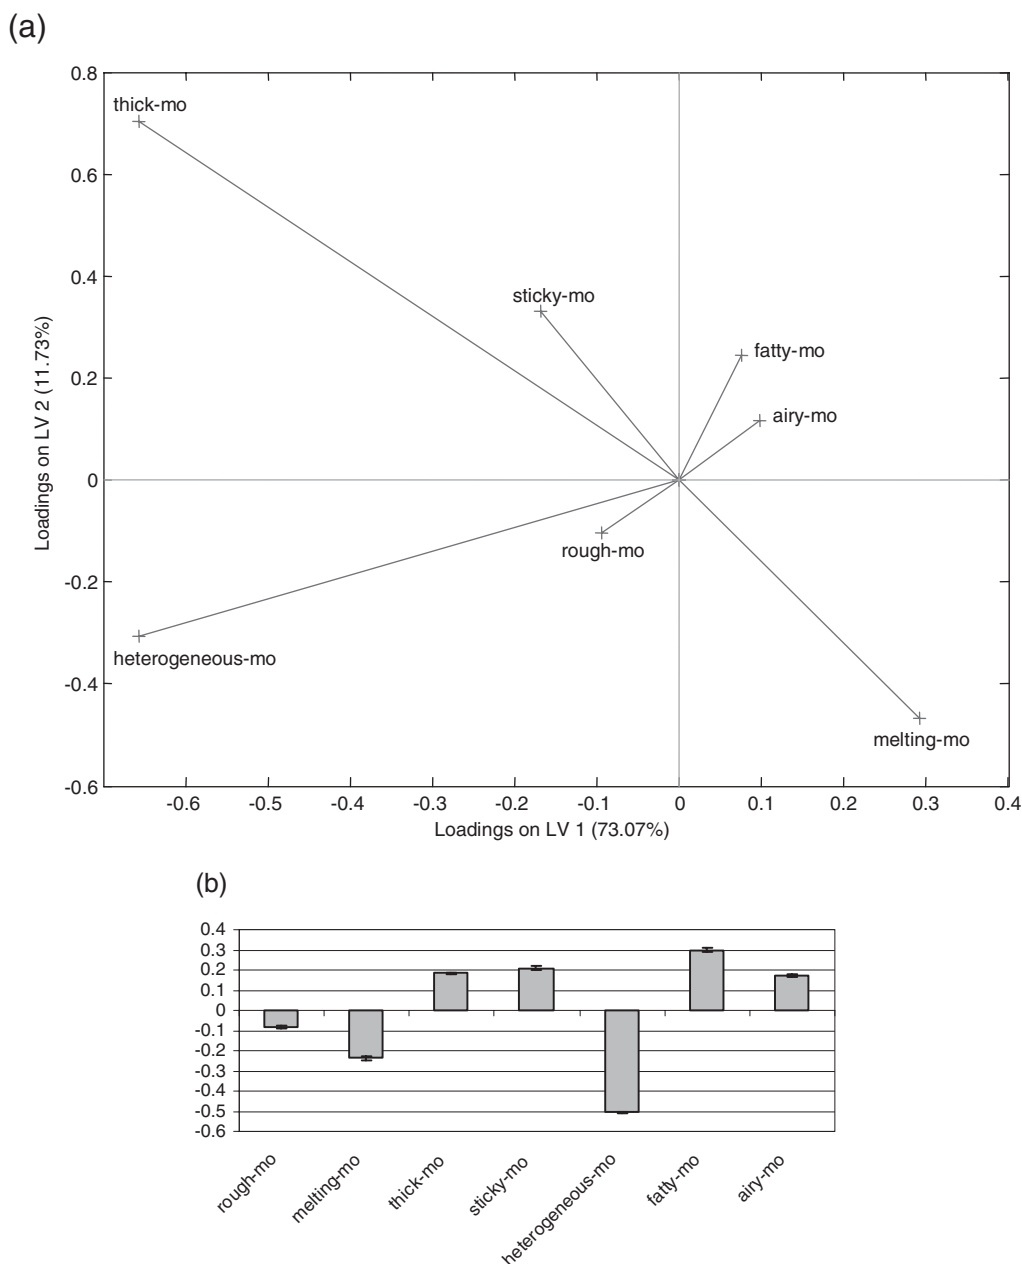 (a)
0.8
thick-mo
0.6
0.4
sticky-mo
fatty-mo
0.2
airy-mo
0
rough-mo
-0.2
heterogeneous-mo
-0.4
melting-mo
-0.6
Loadings on LV 2 (11.73%)
-0.6 -0.5 -0.4 -0.3 -0.2 -0.1 0 0.1 0.2 0.3 0.4
Loadings on LV 1 (73.07%)
(b)
0.4
0.3
0.2
0.1
0
-0.1
-0.2
-0.3
-0.4
-0.5
-0.6
rough-mo melting-mo thick-mo sticky-mo heterogeneous-mo fatty-mo airy-mo